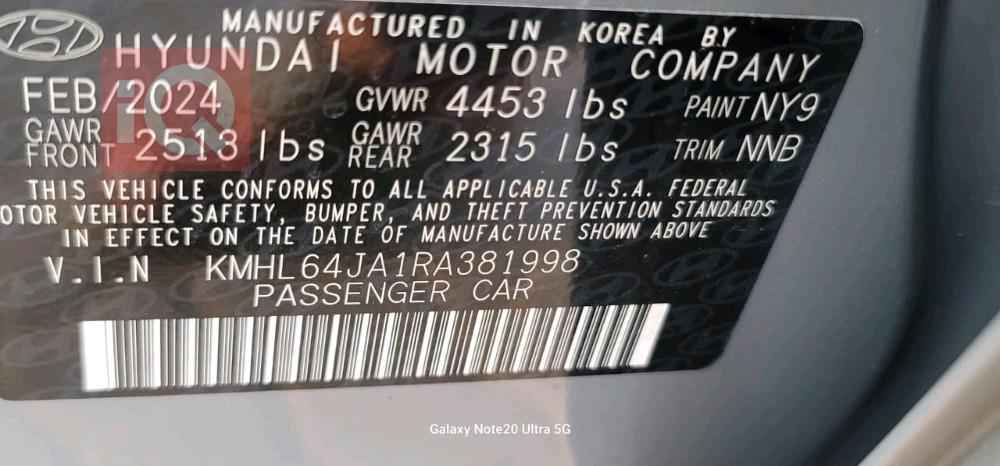 MANUFACTURED IN KOREA BY
HYUNDAI MOTOR COMPANY
FEB/2024 GVWR 4453 lbs PAINT NY9
GAWR FRONT 2513 lbs GAWR REAR 2315 lbs TRIM NNB
THIS VEHICLE CONFORMS TO ALL APPLICABLE U.S.A. FEDERAL
OTOR VEHICLE SAFETY, BUMPER, AND THEFT PREVENTION STANDARDS
IN EFFECT ON THE DATE OF MANUFACTURE SHOWN ABOVE
V.I.N KMHL64JA1RA381998
PASSENGER CAR
Galaxy Note20 Ultra 5G